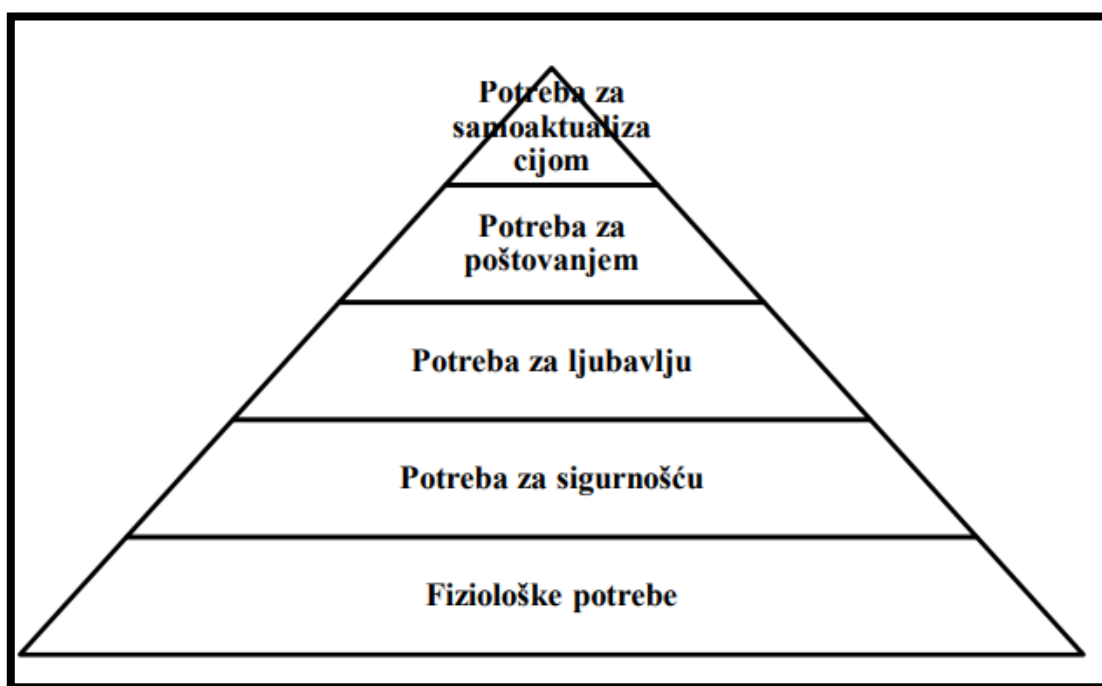 Potreba za
samoaktualiza
cijom
Potreba za
poštovanjem
Potreba za ljubavlju
Potreba za sigurnošću
Fiziološke potrebe